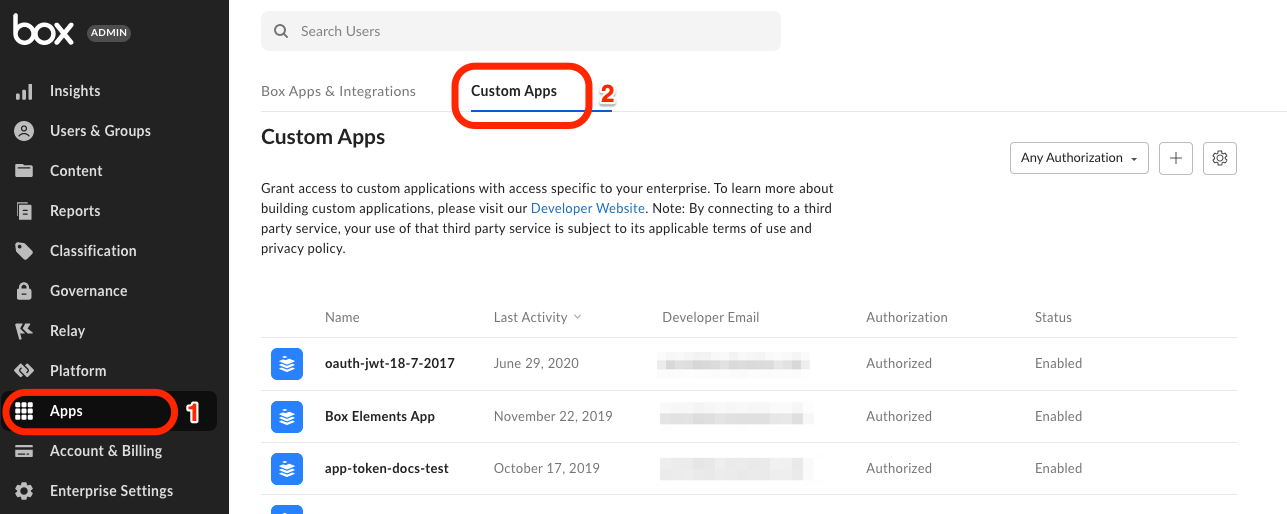 box ADMIN
Insights
Users & Groups
Content
Reports
Classification
Governance
Relay
Platform
Apps 1
Account & Billing
Enterprise Settings
Search Users
Box Apps & Integrations Custom Apps 2
Custom Apps
Any Authorization
Grant access to custom applications with access specific to your enterprise. To learn more about
building custom applications, please visit our Developer Website. Note: By connecting to a third
party service, your use of that third party service is subject to its applicable terms of use and
privacy policy.
Name Last Activity Developer Email Authorization Status
oauth-jwt-18-7-2017 June 29, 2020 Authorized Enabled
Box Elements App November 22, 2019 Authorized Enabled
app-token-docs-test October 17, 2019 Authorized Enabled